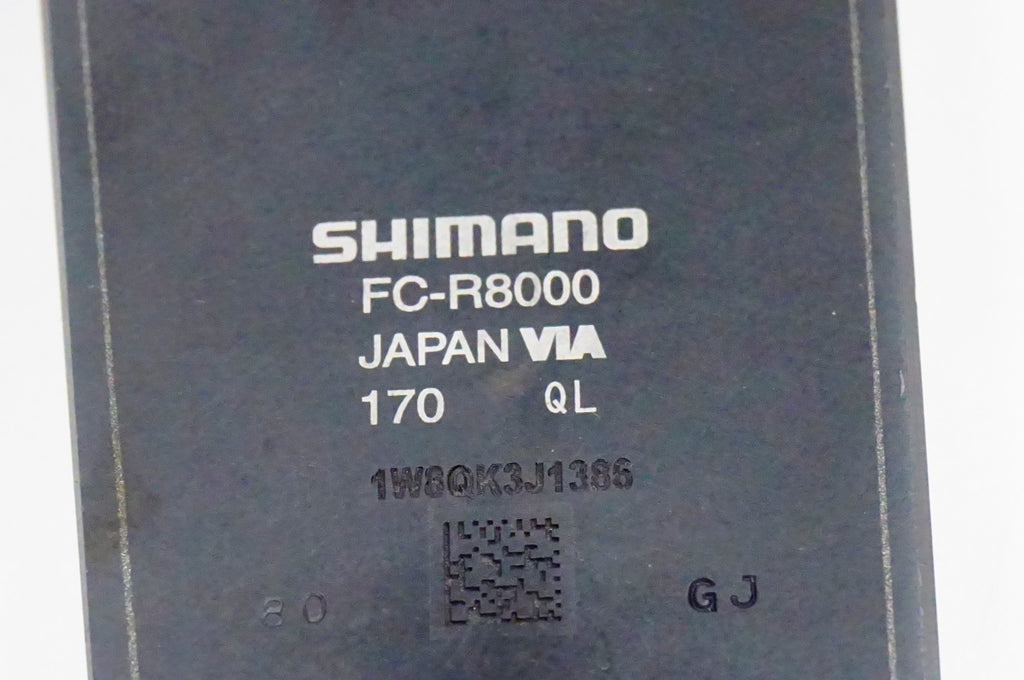 SHIMANO
FC-R8000
JAPAN VIA
170 QL
1W8QK3J1386
80 GJ